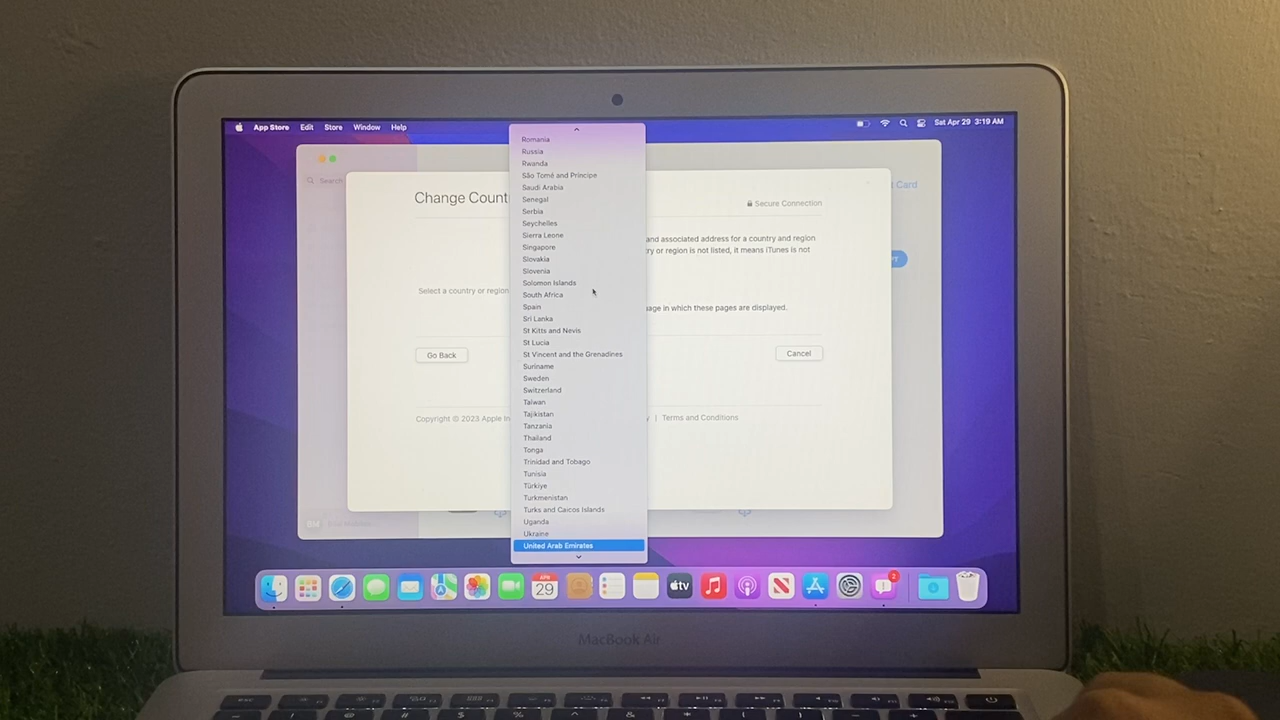 App Store Edit Store Window Help
Sat Apr 29 3:19 AM
Search
Card
Change Count
Secure Connection
and associated address for a country and region
ry or region is not listed, it means iTunes is not
Select a country or region
age in which these pages are displayed.
Go Back
Cancel
Copyright © 2023 Apple In
y | Terms and Conditions
Romania
Russia
Rwanda
São Tomé and Príncipe
Saudi Arabia
Senegal
Serbia
Seychelles
Sierra Leone
Singapore
Slovakia
Slovenia
Solomon Islands
South Africa
Spain
Sri Lanka
St Kitts and Nevis
St Lucia
St Vincent and the Grenadines
Suriname
Sweden
Switzerland
Taiwan
Tajikistan
Tanzania
Thailand
Tonga
Trinidad and Tobago
Tunisia
Türkiye
Turkmenistan
Turks and Caicos Islands
Uganda
Ukraine
United Arab Emirates
BM
APR
29
tv
2
MacBook Air